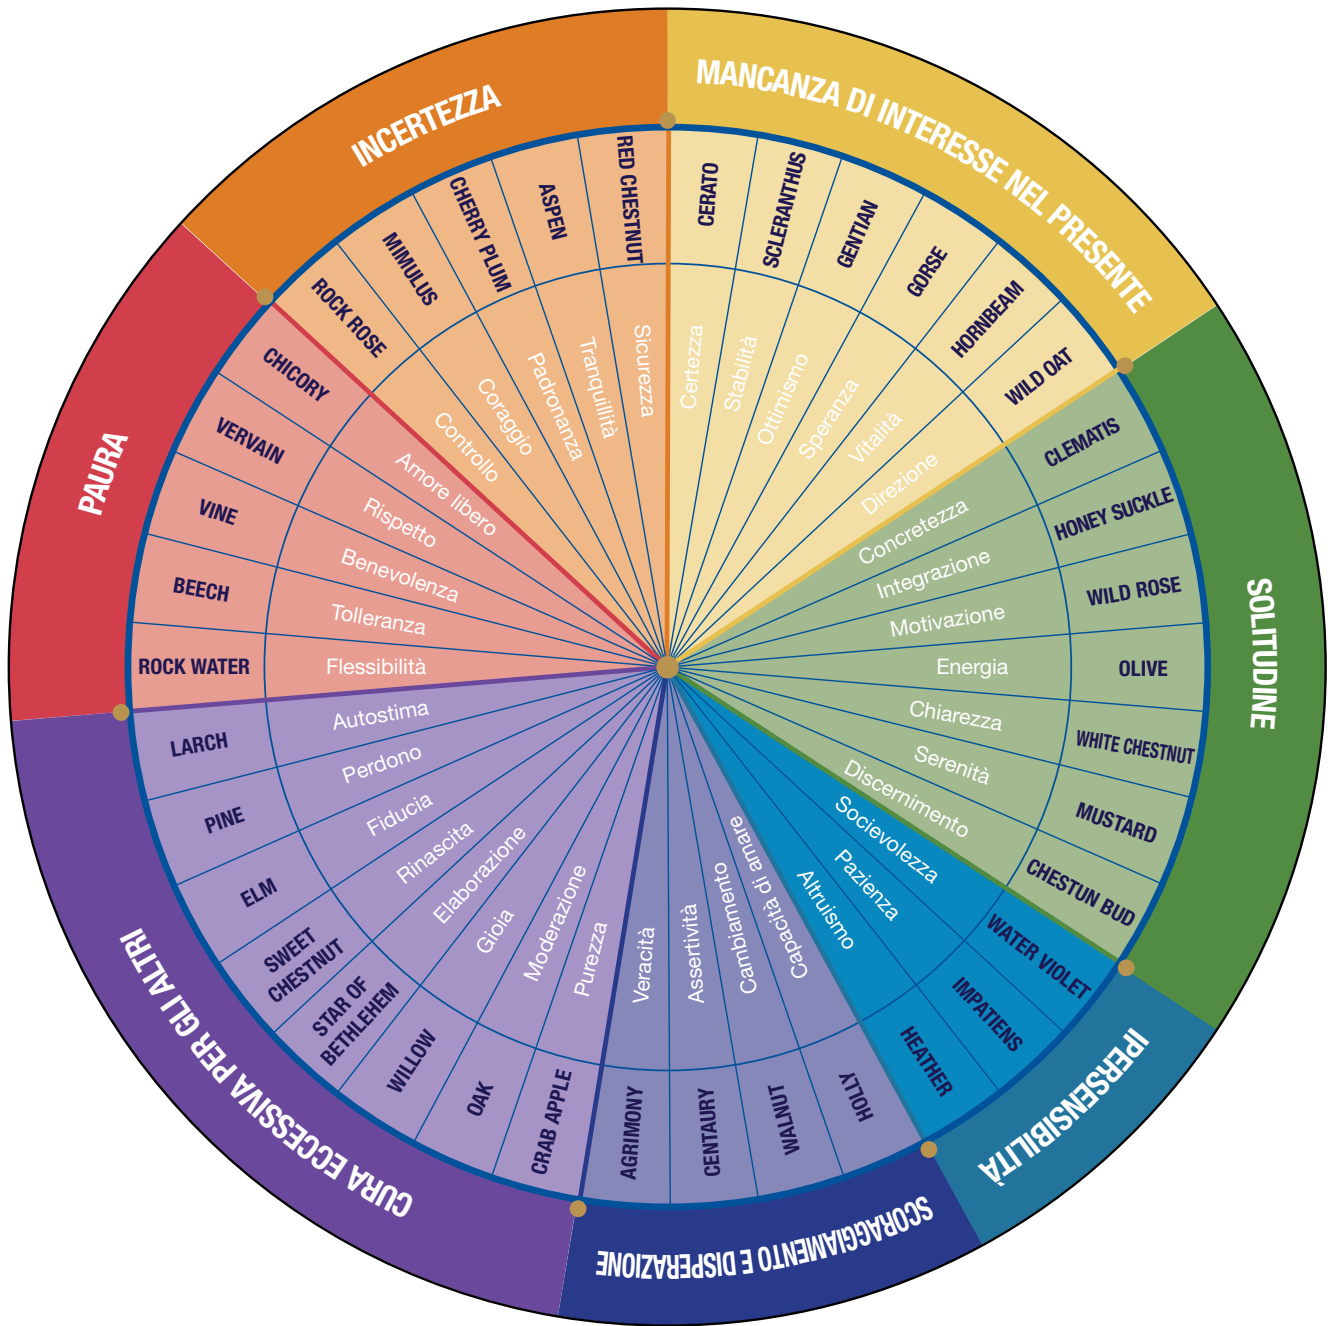 MANCANZA DI INTERESSE NEL PRESENTE
CERATO
Certezza
SCLERANTHUS
Stabilità
GENTIAN
Ottimismo
GORSE
Speranza
HORNBEAM
Vitalità
WILD OAT
Direzione
SOLITUDINE
CLEMATIS
Concretezza
HONEY SUCKLE
Integrazione
WILD ROSE
Motivazione
OLIVE
Energia
WHITE CHESTNUT
Chiarezza
MUSTARD
Serenità
CHESTUN BUD
Discernimento
IPERSENSIBILITÀ
WATER VIOLET
Socievolezza
IMPATIENS
Pazienza
HEATHER
Altruismo
SCORAGGIAMENTO E DISPERAZIONE
HOLLY
Capacità di amare
WALNUT
Cambiamento
CENTAURY
Assertività
AGRIMONY
Veracità
CURA ECCESSIVA PER GLI ALTRI
CRAB APPLE
Purezza
OAK
Moderazione
WILLOW
Gioia
STAR OF
BETHLEHEM
Elaborazione
SWEET
CHESTNUT
Rinascita
ELM
Fiducia
PINE
Perdono
LARCH
Autostima
PAURA
ROCK WATER
Flessibilità
BEECH
Tolleranza
VINE
Benevolenza
VERVAIN
Rispetto
CHICORY
Amore libero
INCERTEZZA
ROCK ROSE
Controllo
MIMULUS
Coraggio
CHERRY PLUM
Padronanza
ASPEN
Tranquillità
RED CHESTNUT
Sicurezza